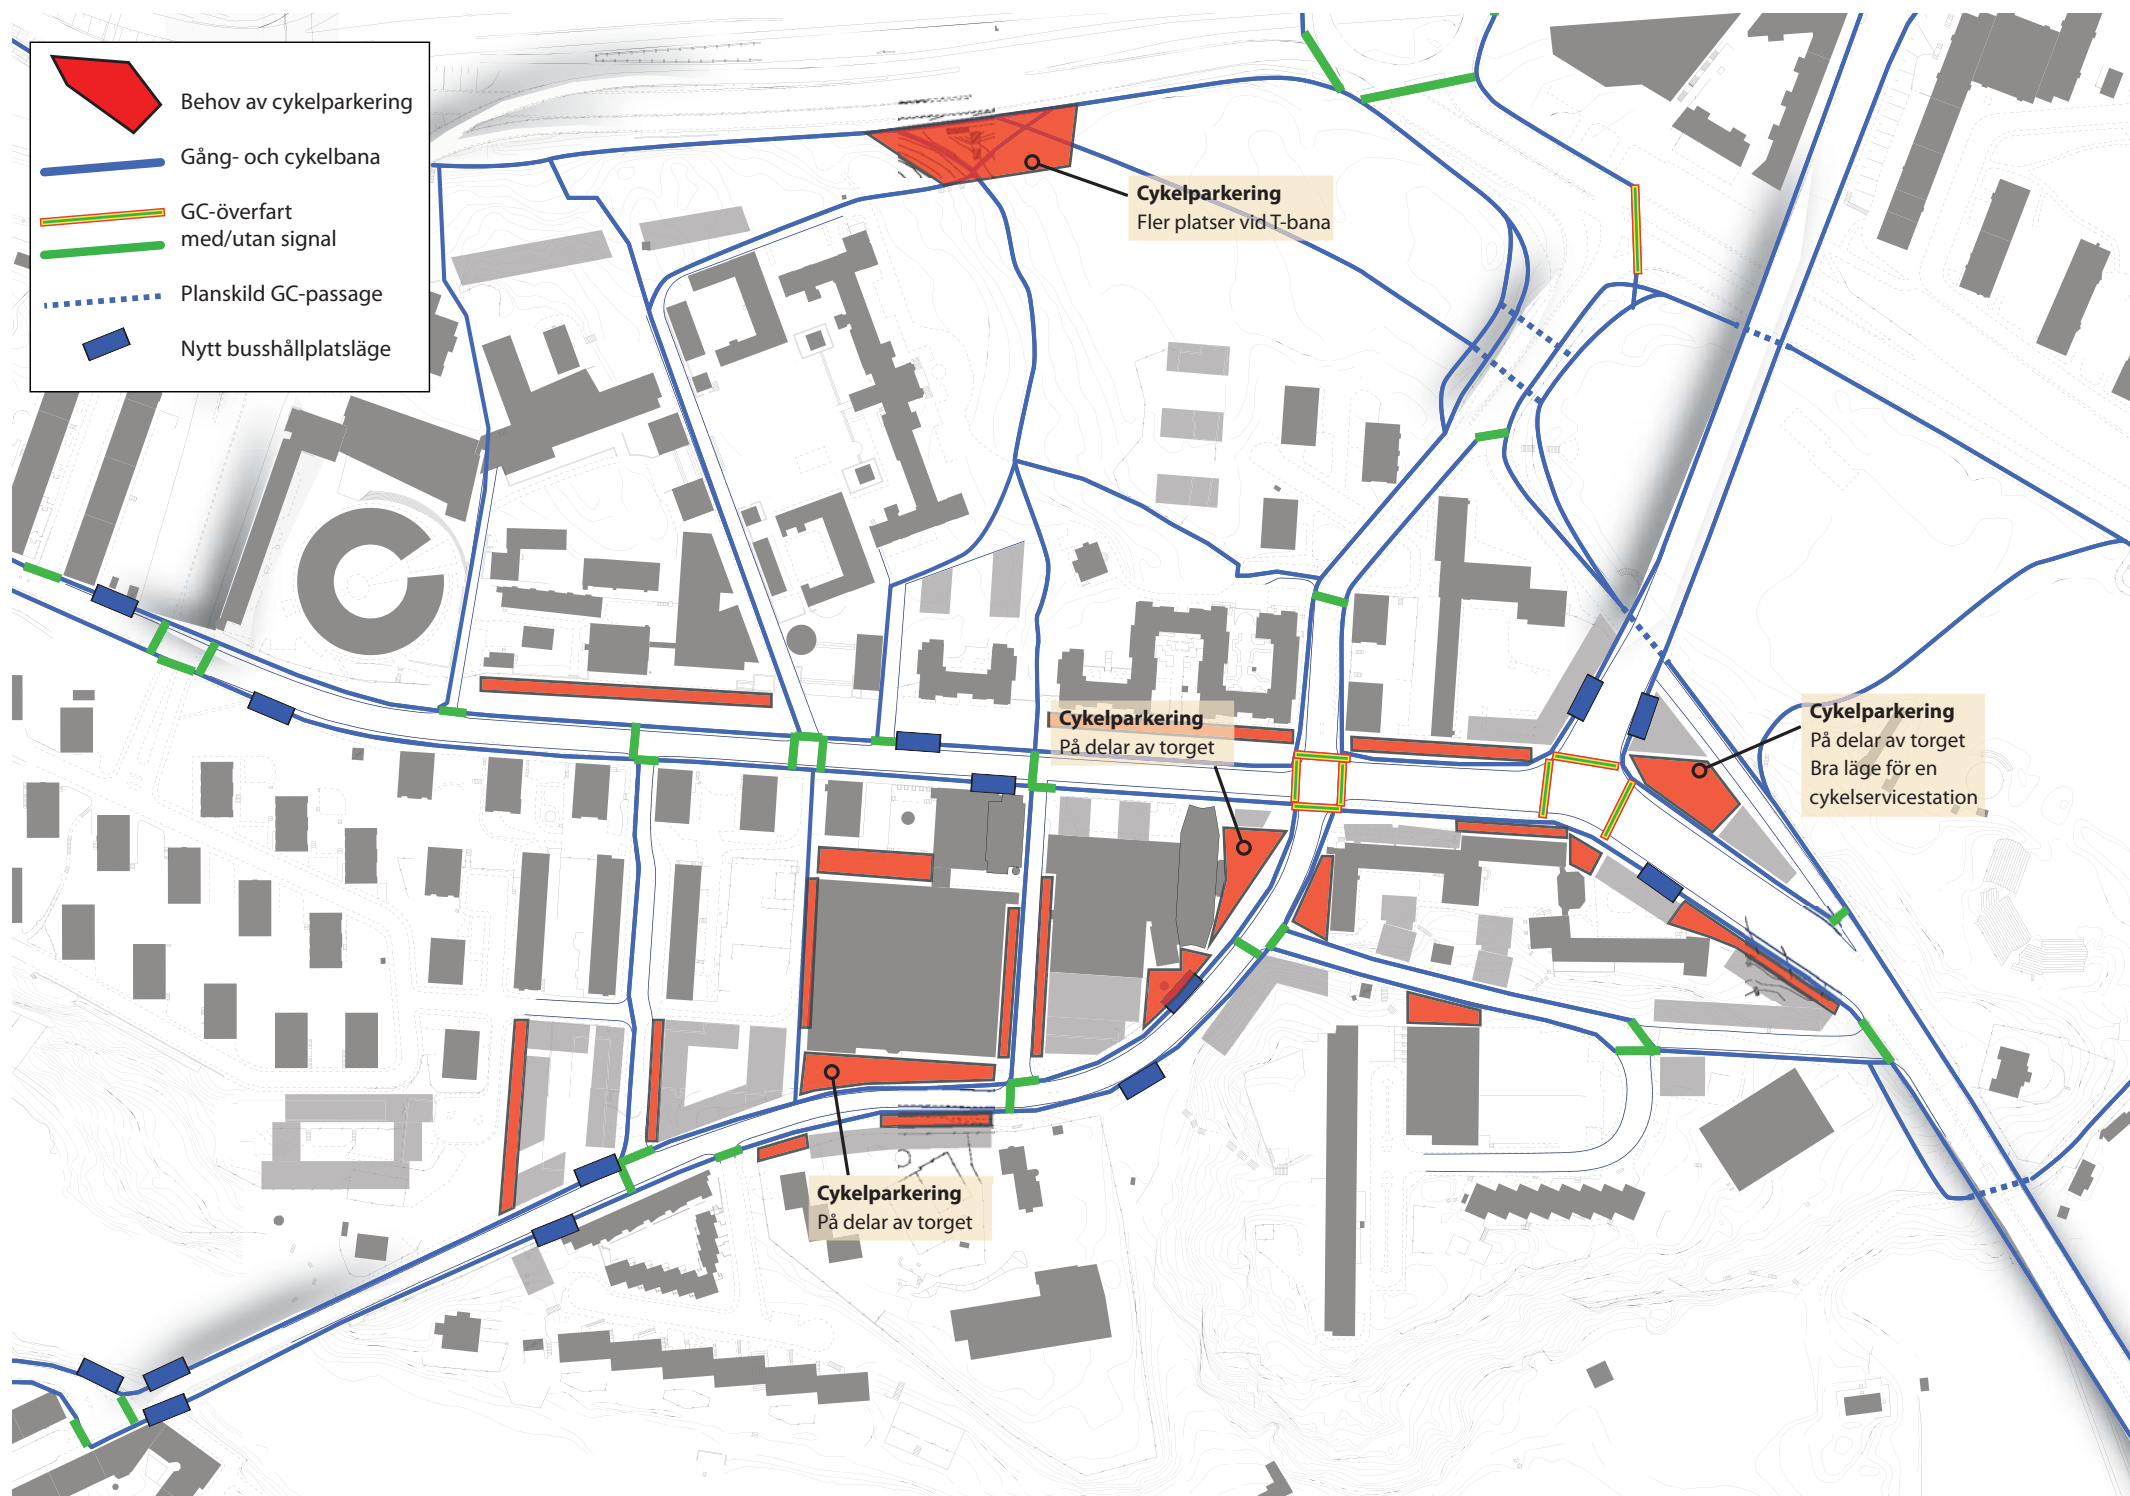 Behov av cykelparkering
Gång- och cykelbana
GC-överfart
med/utan signal
Planskild GC-passage
Nytt busshållplatsläge
Cykelparkering
Fler platser vid T-bana
Cykelparkering
På delar av torget
Cykelparkering
På delar av torget
Bra läge för en
cykelservicestation
Cykelparkering
På delar av torget